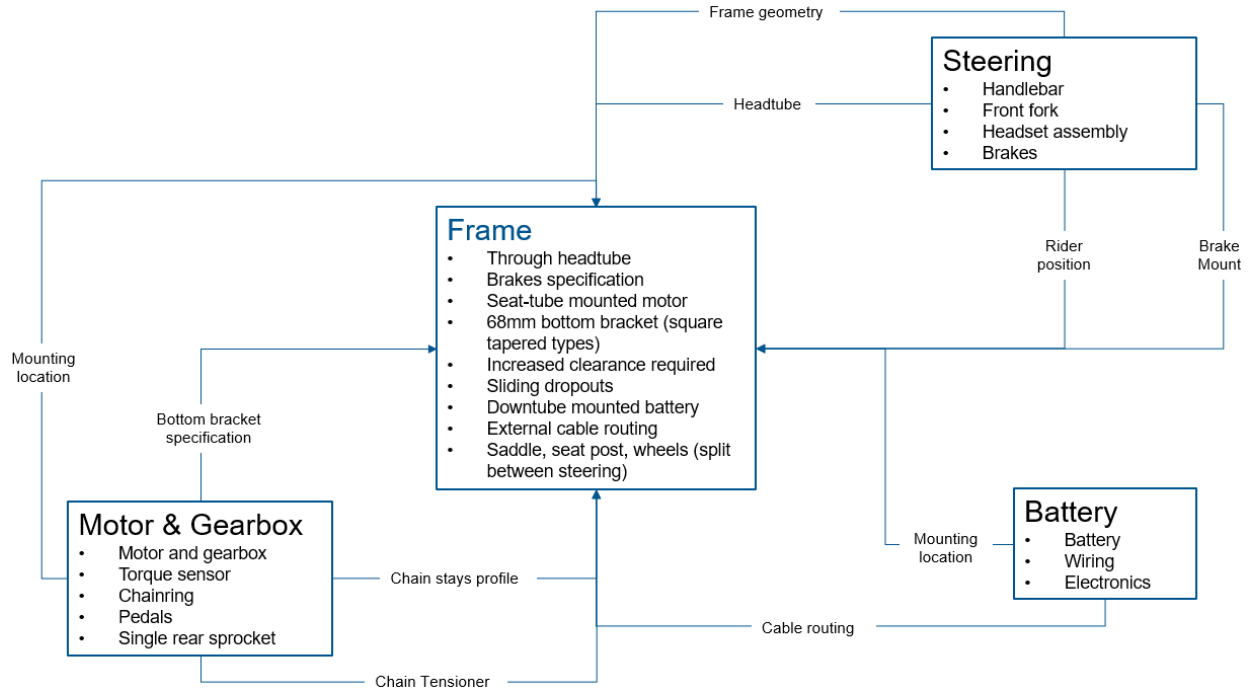 Frame geometry
Steering
• Handlebar
• Front fork
• Headset assembly
• Brakes
Headtube
Rider
position
Brake
Mount
Frame
• Through headtube
• Brakes specification
• Seat-tube mounted motor
• 68mm bottom bracket (square
tapered types)
• Increased clearance required
• Sliding dropouts
• Downtube mounted battery
• External cable routing
• Saddle, seat post, wheels (split
between steering)
Mounting
location
Bottom bracket
specification
Motor & Gearbox
• Motor and gearbox
• Torque sensor
• Chainring
• Pedals
• Single rear sprocket
Chain stays profile
Chain Tensioner
Mounting
location
Battery
• Battery
• Wiring
• Electronics
Cable routing